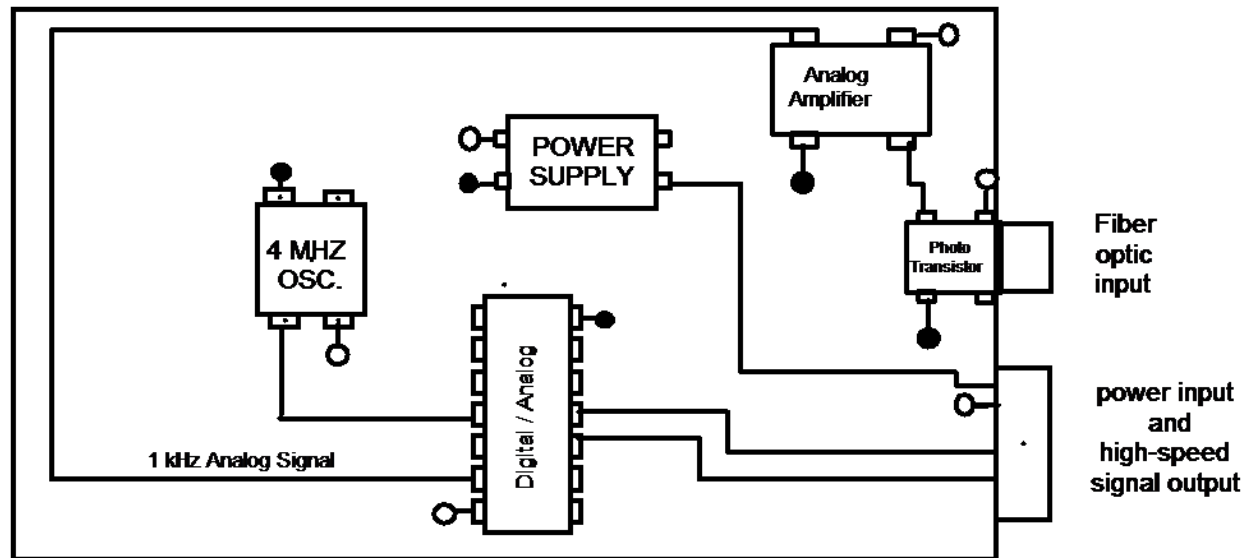 Analog
Amplifier
POWER
SUPPLY
4 MHZ
OSC.
Photo
Transistor
Fiber
optic
input
Digital / Analog
power input
and
high-speed
signal output
1 kHz Analog Signal